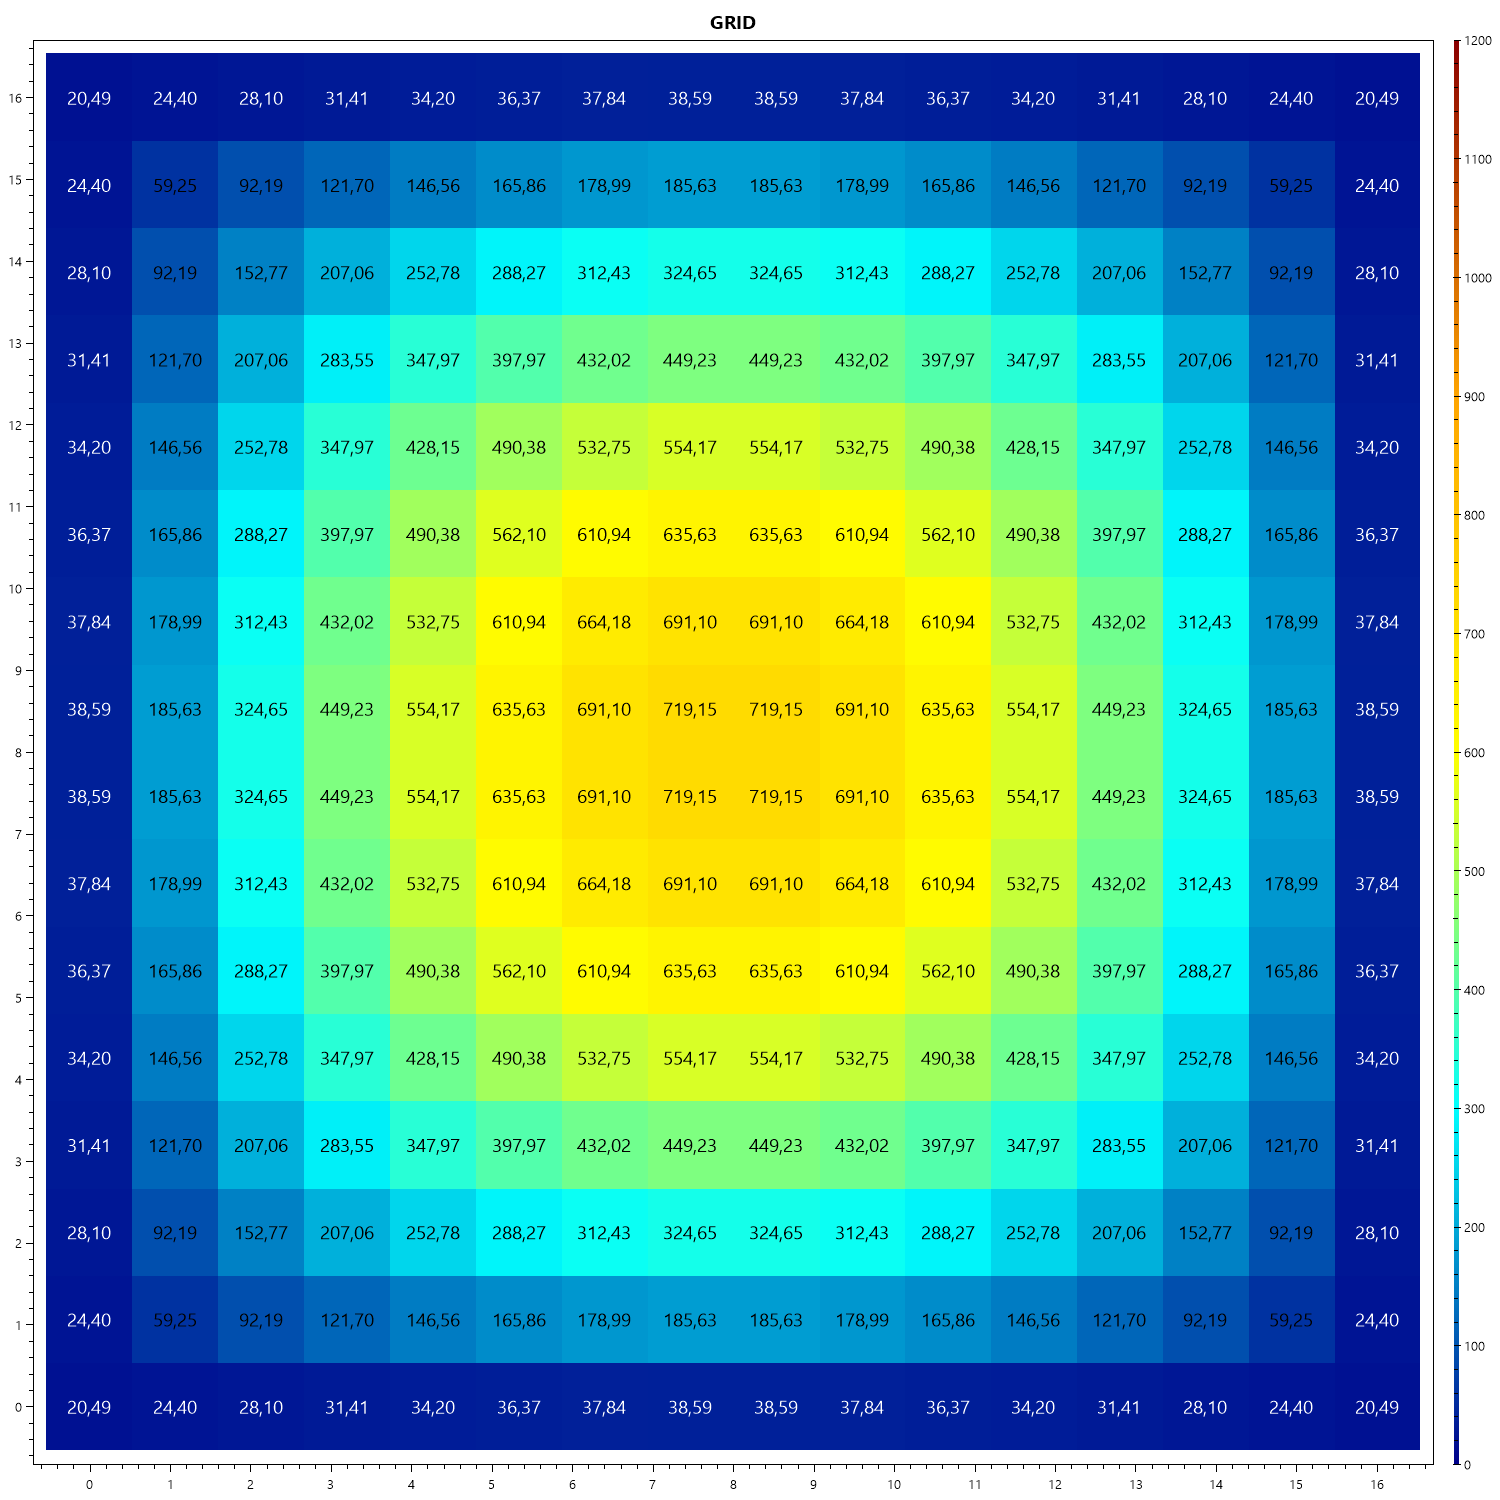 GRID
1200
16 20,49 24,40 28,10 31,41 34,20 36,37 37,84 38,59 38,59 37,84 36,37 34,20 31,41 28,10 24,40 20,49
1100
15 24,40 59,25 92,19 121,70 146,56 165,86 178,99 185,63 185,63 178,99 165,86 146,56 121,70 92,19 59,25 24,40
14 28,10 92,19 152,77 207,06 252,78 288,27 312,43 324,65 324,65 312,43 288,27 252,78 207,06 152,77 92,19 28,10
1000
13 31,41 121,70 207,06 283,55 347,97 397,97 432,02 449,23 449,23 432,02 397,97 347,97 283,55 207,06 121,70 31,41
900
12 34,20 146,56 252,78 347,97 428,15 490,38 532,75 554,17 554,17 532,75 490,38 428,15 347,97 252,78 146,56 34,20
800
11 36,37 165,86 288,27 397,97 490,38 562,10 610,94 635,63 635,63 610,94 562,10 490,38 397,97 288,27 165,86 36,37
10 37,84 178,99 312,43 432,02 532,75 610,94 664,18 691,10 691,10 664,18 610,94 532,75 432,02 312,43 178,99 37,84
700
9 38,59 185,63 324,65 449,23 554,17 635,63 691,10 719,15 719,15 691,10 635,63 554,17 449,23 324,65 185,63 38,59
8
600
38,59 185,63 324,65 449,23 554,17 635,63 691,10 719,15 719,15 691,10 635,63 554,17 449,23 324,65 185,63 38,59
7
500
37,84 178,99 312,43 432,02 532,75 610,94 664,18 691,10 691,10 664,18 610,94 532,75 432,02 312,43 178,99 37,84
6
36,37 165,86 288,27 397,97 490,38 562,10 610,94 635,63 635,63 610,94 562,10 490,38 397,97 288,27 165,86 36,37
400
5
34,20 146,56 252,78 347,97 428,15 490,38 532,75 554,17 554,17 532,75 490,38 428,15 347,97 252,78 146,56 34,20
4
300
31,41 121,70 207,06 283,55 347,97 397,97 432,02 449,23 449,23 432,02 397,97 347,97 283,55 207,06 121,70 31,41
3
200
28,10 92,19 152,77 207,06 252,78 288,27 312,43 324,65 324,65 312,43 288,27 252,78 207,06 152,77 92,19 28,10
2
24,40 59,25 92,19 121,70 146,56 165,86 178,99 185,63 185,63 178,99 165,86 146,56 121,70 92,19 59,25 24,40
1
100
0 20,49 24,40 28,10 31,41 34,20 36,37 37,84 38,59 38,59 37,84 36,37 34,20 31,41 28,10 24,40 20,49
0
0 1 2 3 4 5 6 7 8 9 10 11 12 13 14 15 16